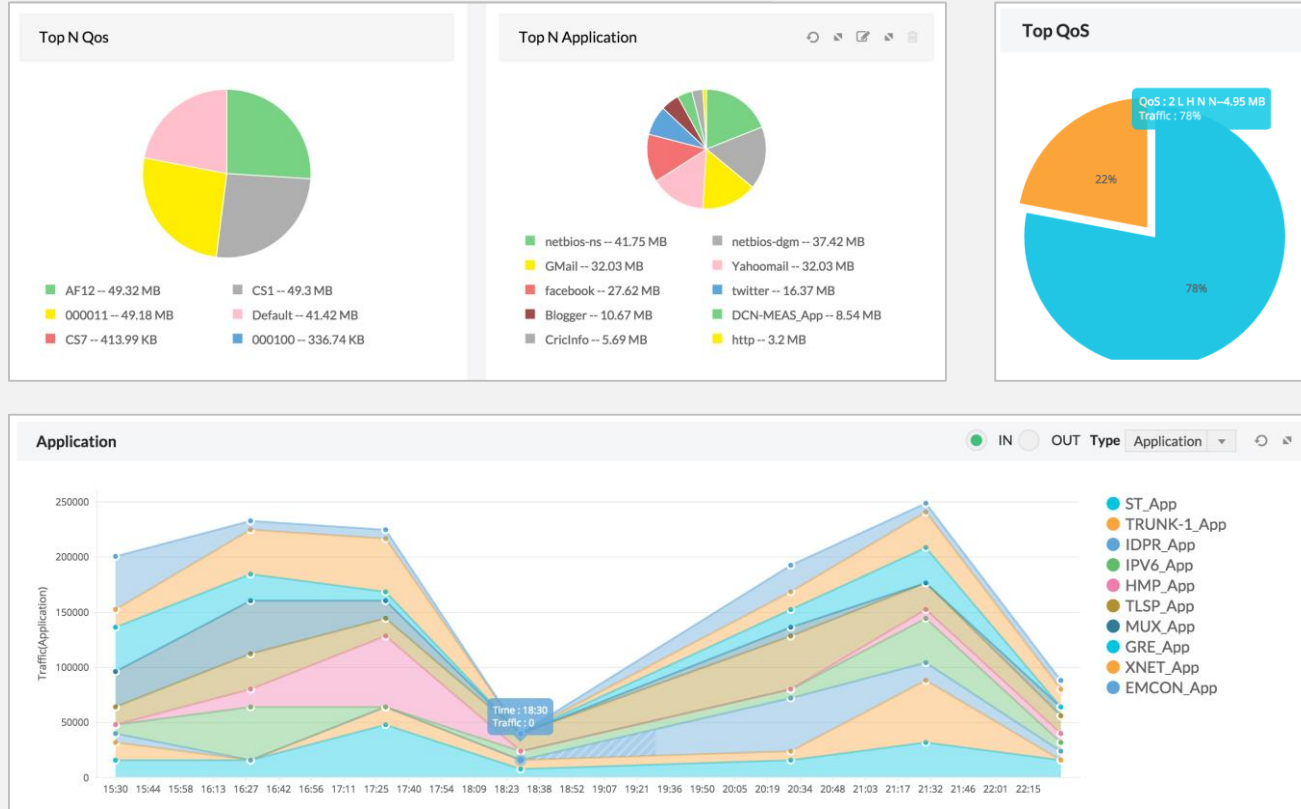 Top N Qos
AF12 -- 49.32 MB
CS1 -- 49.3 MB
000011 -- 49.18 MB
Default -- 41.42 MB
CS7 -- 413.99 KB
000100 -- 336.74 KB
Top N Application
netbios-ns -- 41.75 MB
netbios-dgm -- 37.42 MB
GMail -- 32.03 MB
Yahoomail -- 32.03 MB
facebook -- 27.62 MB
twitter -- 16.37 MB
Blogger -- 10.67 MB
DCN-MEAS_App -- 8.54 MB
CricInfo -- 5.69 MB
http -- 3.2 MB
Top QoS
QoS : 2 L H N N--4.95 MB
Traffic : 78%
22%
78%
Application
IN
OUT
Type
Application
Traffic(Application)
250000
200000
150000
100000
50000
0
Time : 18:30
Traffic : 0
15:30 15:44 15:58 16:13 16:27 16:42 16:56 17:11 17:25 17:40 17:54 18:09 18:23 18:38 18:52 19:07 19:21 19:36 19:50 20:05 20:19 20:34 20:48 21:03 21:17 21:32 21:46 22:01 22:15
ST_App
TRUNK-1_App
IDPR_App
IPV6_App
HMP_App
TLSP_App
MUX_App
GRE_App
XNET_App
EMCON_App